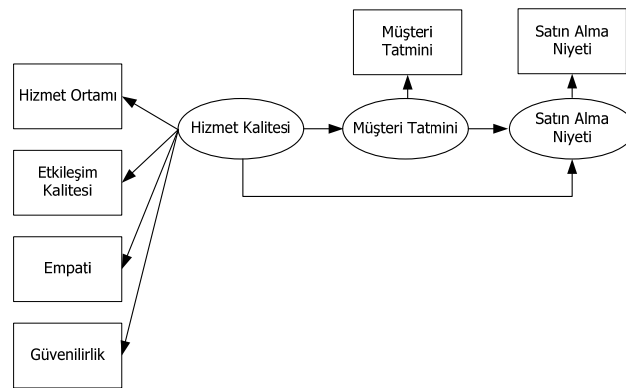 Müşteri
Tatmini
Satın Alma
Niyeti
Hizmet Ortamı
Hizmet Kalitesi
Müşteri Tatmini
Satın Alma
Niyeti
Etkileşim
Kalitesi
Empati
Güvenilirlik